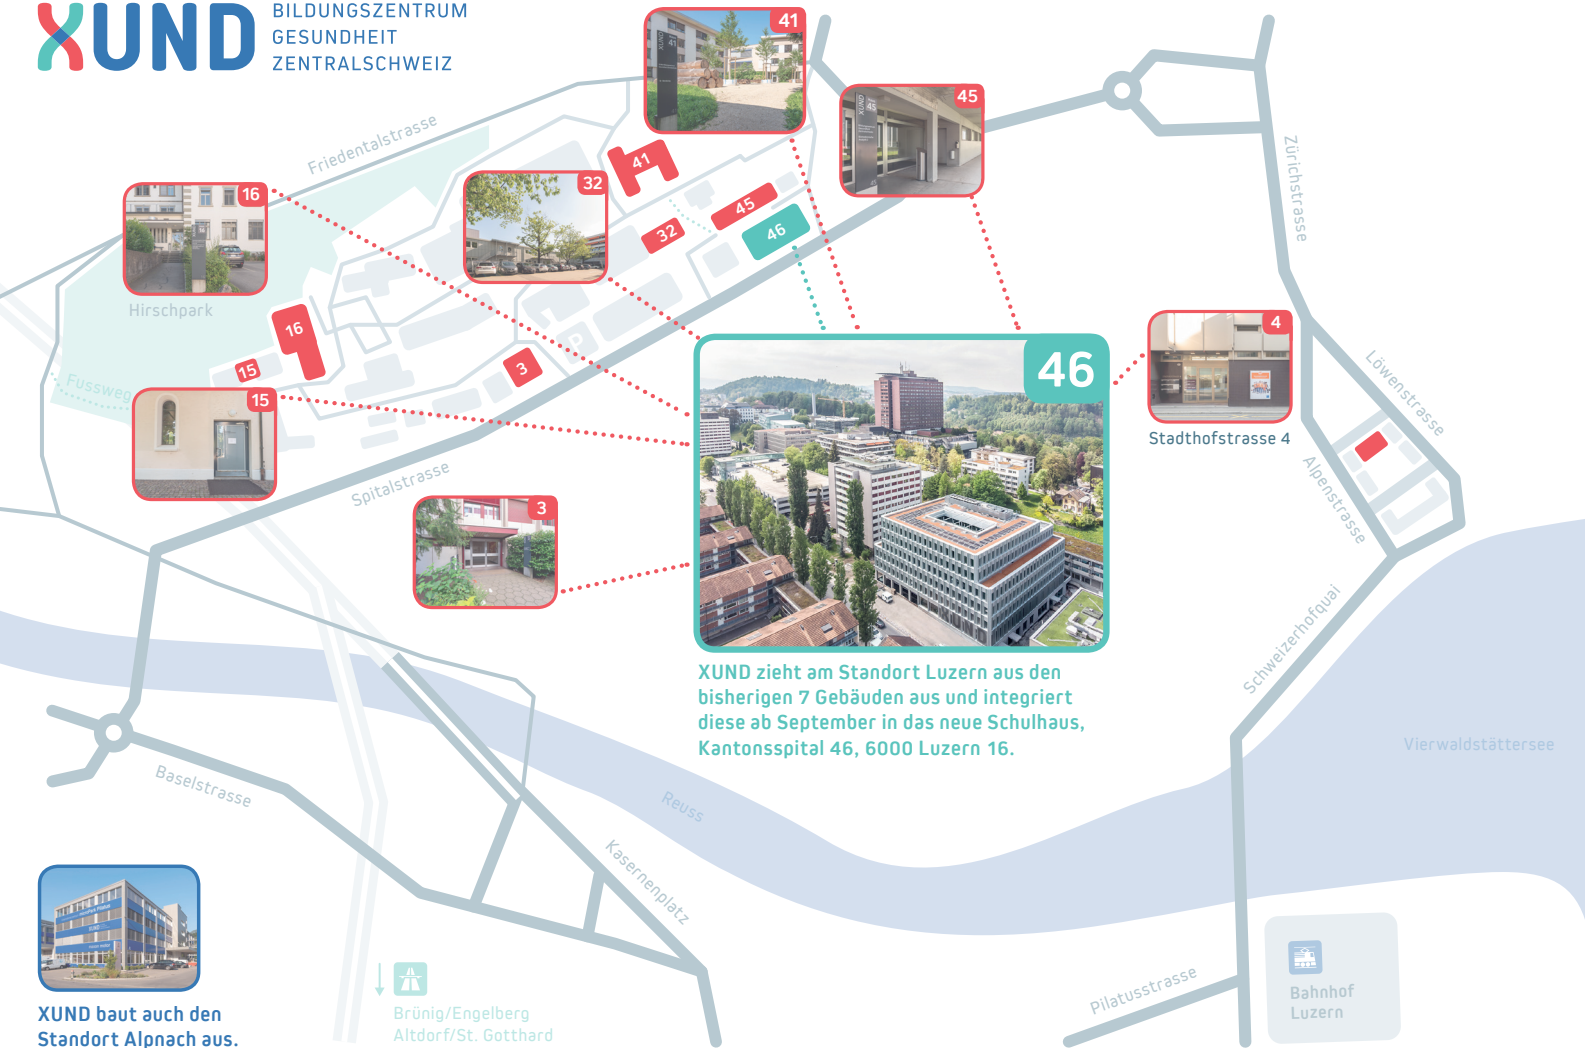 XUND
BILDUNGSZENTRUM
GESUNDHEIT
ZENTRALSCHWEIZ
41
45
Friedentalstrasse
41
16
32
45
32
46
Zürichstrasse
Hirschpark
16
15
3
P
Fussweg
15
46
4
Stadthofstrasse 4
Löwenstrasse
Alpenstrasse
Spitalstrasse
3
XUND zieht am Standort Luzern aus den
bisherigen 7 Gebäuden aus und integriert
diese ab September in das neue Schulhaus,
Kantonsspital 46, 6000 Luzern 16.
Schweizerhofquai
Vierwaldstättersee
Baselstrasse
Reuss
Kasernenplatz
XUND
XUND baut auch den
Standort Alpnach aus.
Brünig/Engelberg
Altdorf/St. Gotthard
Pilatusstrasse
Bahnhof
Luzern